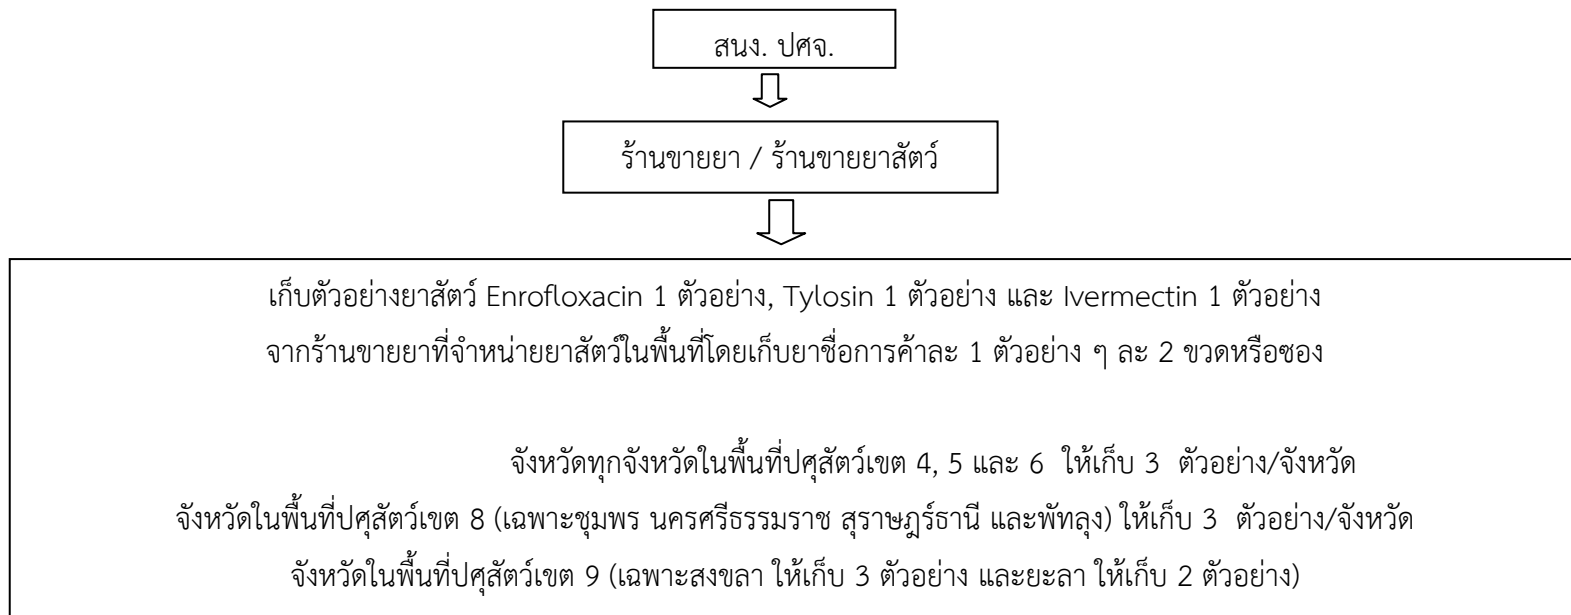 สนง. ปศจ.
ร้านขายยา / ร้านขายยาสัตว์
เก็บตัวอย่างยาสัตว์ Enrofloxacin 1 ตัวอย่าง, Tylosin 1 ตัวอย่าง และ Ivermectin 1 ตัวอย่าง
จากร้านขายยาที่จำหน่ายยาสัตว์ในพื้นที่โดยเก็บยาชื่อการค้าละ 1 ตัวอย่าง ๆ ละ 2 ขวดหรือซอง
จังหวัดทุกจังหวัดในพื้นที่ปศุสัตว์เขต 4, 5 และ 6 ให้เก็บ 3 ตัวอย่าง/จังหวัด
จังหวัดในพื้นที่ปศุสัตว์เขต 8 (เฉพาะชุมพร นครศรีธรรมราช สุราษฎร์ธานี และพัทลุง) ให้เก็บ 3 ตัวอย่าง/จังหวัด
จังหวัดในพื้นที่ปศุสัตว์เขต 9 (เฉพาะสงขลา ให้เก็บ 3 ตัวอย่าง และยะลา ให้เก็บ 2 ตัวอย่าง)